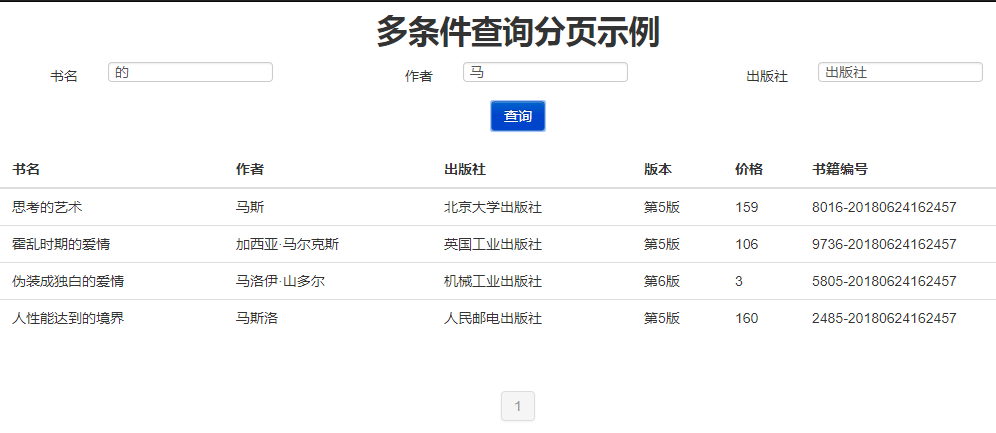 多条件查询分页示例
书名 的 作者 马 出版社 出版社
查询
书名 作者 出版社 版本 价格 书籍编号
思考的艺术 马斯 北京大学出版社 第5版 159 8016-20180624162457
霍乱时期的爱情 加西亚·马尔克斯 英国工业出版社 第5版 106 9736-20180624162457
伪装成独白的爱情 马洛伊·山多尔 机械工业出版社 第6版 3 5805-20180624162457
人性能达到的境界 马斯洛 人民邮电出版社 第5版 160 2485-20180624162457
1